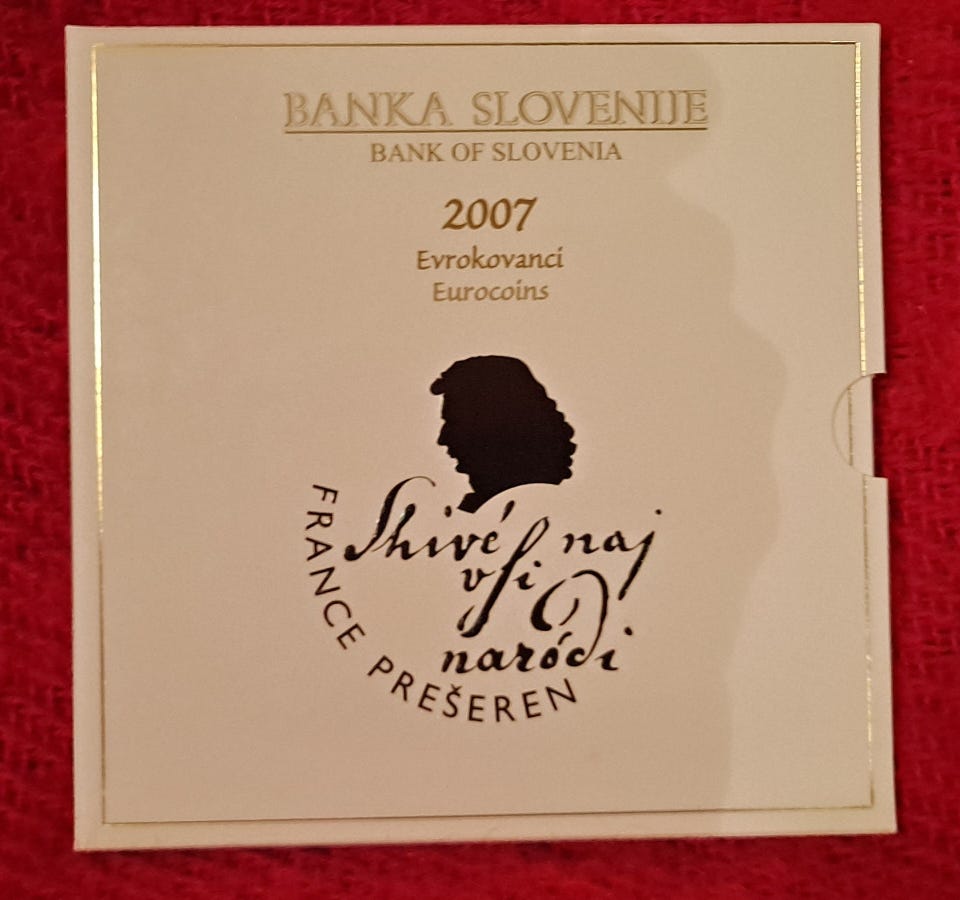 BANKA SLOVENIJE
BANK OF SLOVENIA
2007
Evrokovanci
Eurocoins
Shivé naj
vſi
naródi
FRANCE PREŠEREN